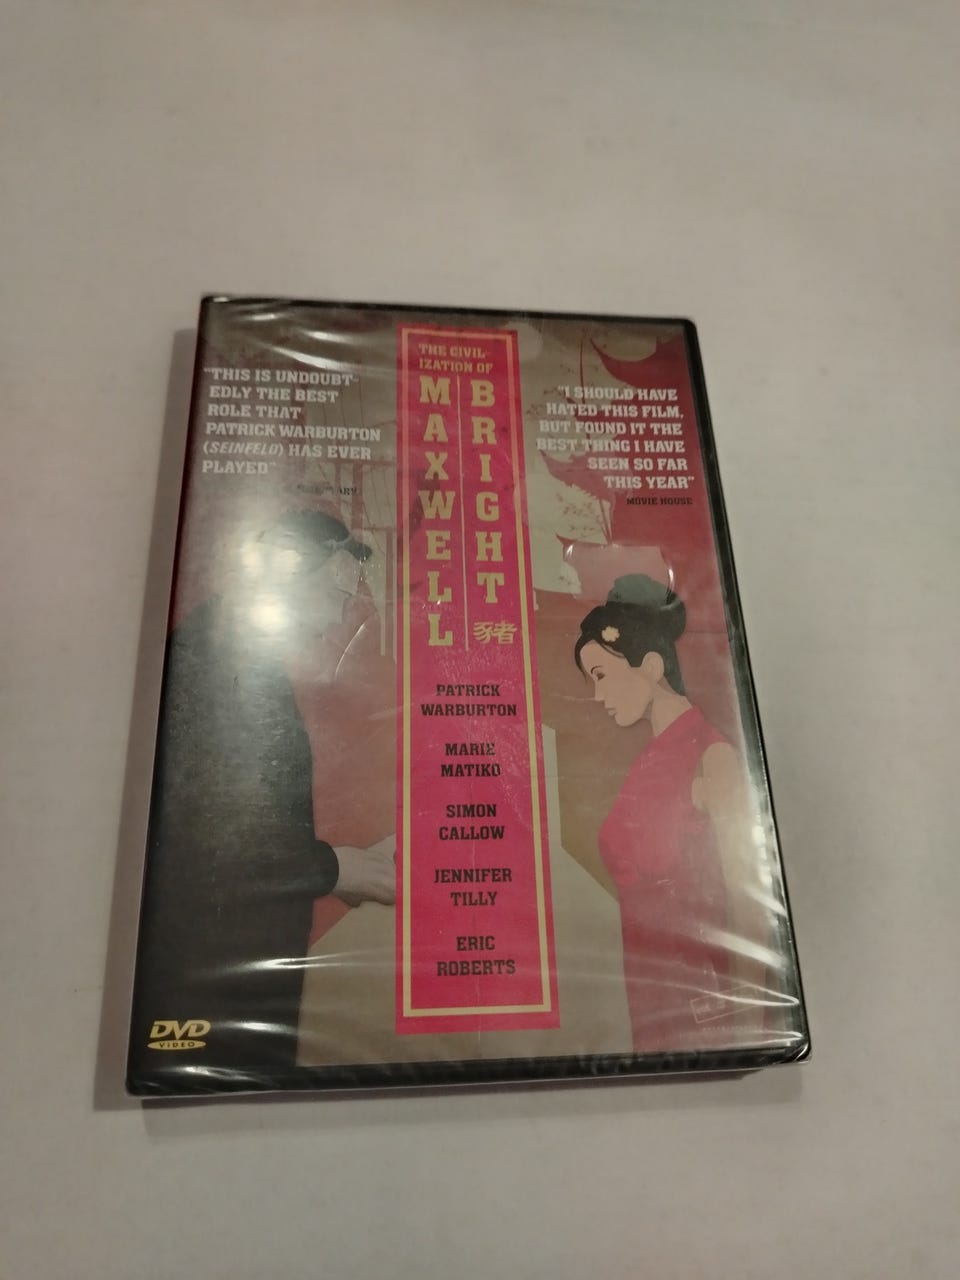 THE CIVIL-
IZATION OF
MAXWELL
BRIGHT
豬
"THIS IS UNDOUBT-
EDLY THE BEST
ROLE THAT
PATRICK WARBURTON
(SEINFELD) HAS EVER
PLAYED"
"I SHOULD HAVE
HATED THIS FILM,
BUT FOUND IT THE
BEST THING I HAVE
SEEN SO FAR
THIS YEAR"
MOVIE HOUSE
PATRICK
WARBURTON
MARIE
MATIKO
SIMON
CALLOW
JENNIFER
TILLY
ERIC
ROBERTS
DVD
VIDEO